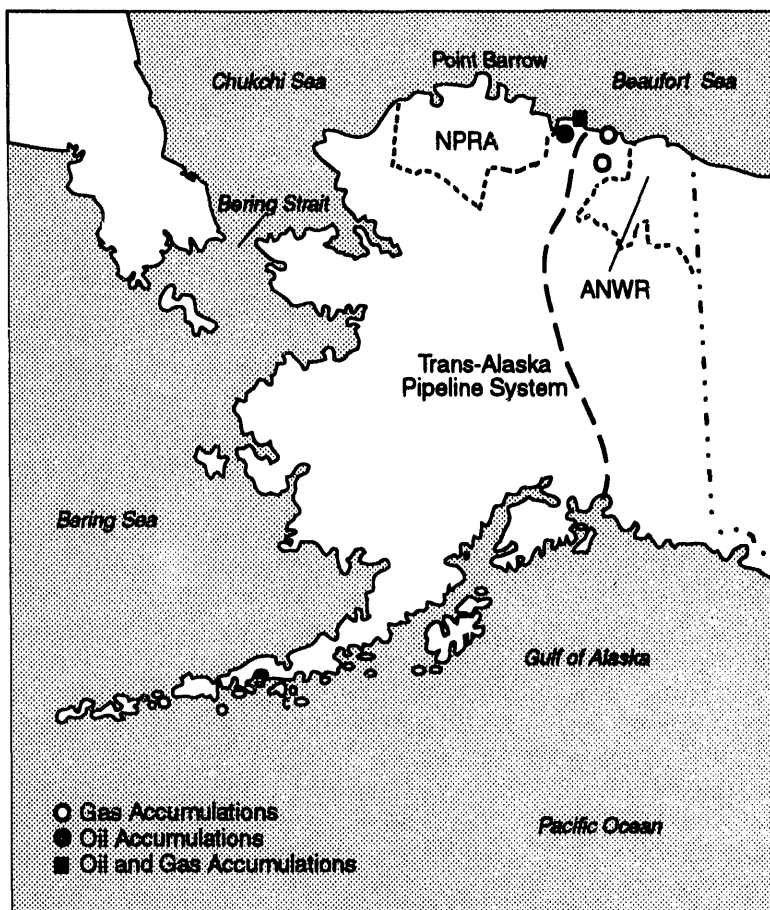 Point Barrow
Chukchi Sea
Beaufort Sea
NPRA
Bering Strait
ANWR
Trans-Alaska
Pipeline System
Bering Sea
Gulf of Alaska
Gas Accumulations
Oil Accumulations
Oil and Gas Accumulations
Pacific Ocean